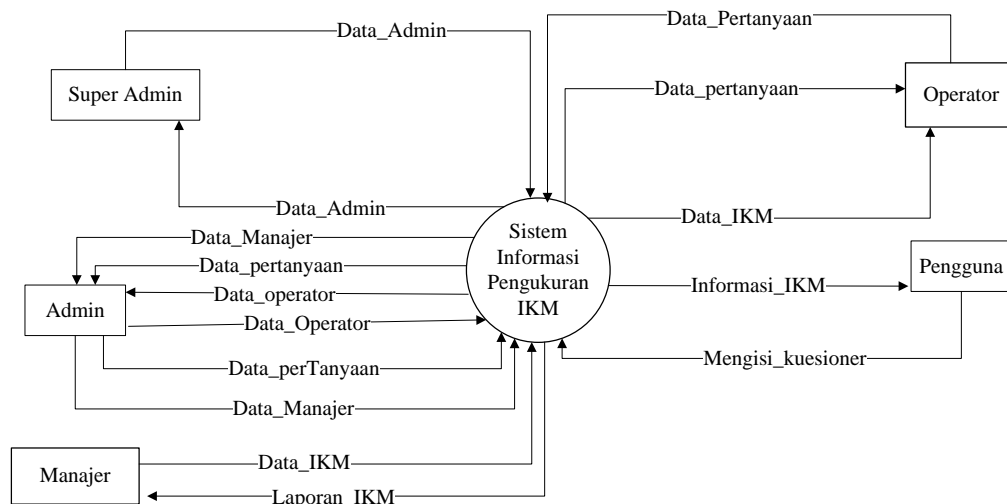 Data_Admin
Data_Pertanyaan
Super Admin
Data_pertanyaan
Operator
Data_Admin
Data_IKM
Data_Manajer
Sistem
Informasi
Pengukuran
IKM
Data_pertanyaan
Pengguna
Data_operator
Informasi_IKM
Admin
Data_Operator
Data_perTanyaan
Mengisi_kuesioner
Data_Manajer
Manajer
Data_IKM
Laporan_IKM